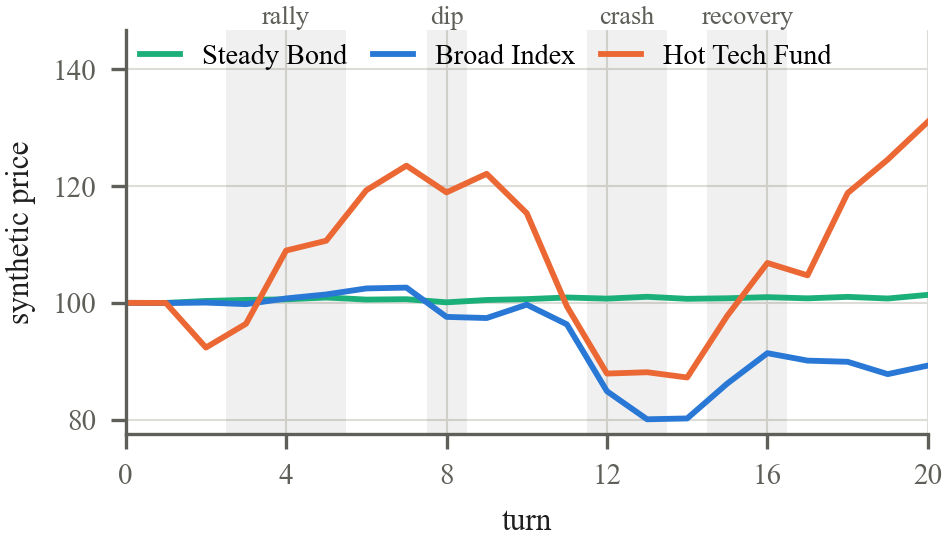 rally dip crash recovery
Steady Bond Broad Index Hot Tech Fund
synthetic price
140
120
100
80
0 4 8 12 16 20
turn